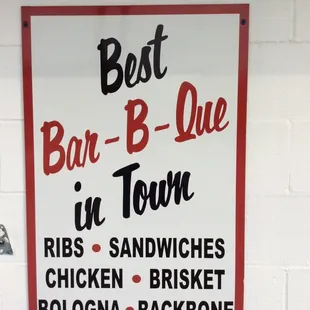 Best
Bar-B-Que
in Town
RIBS • SANDWICHES
CHICKEN • BRISKET
BOLOGNA • BACKBONE